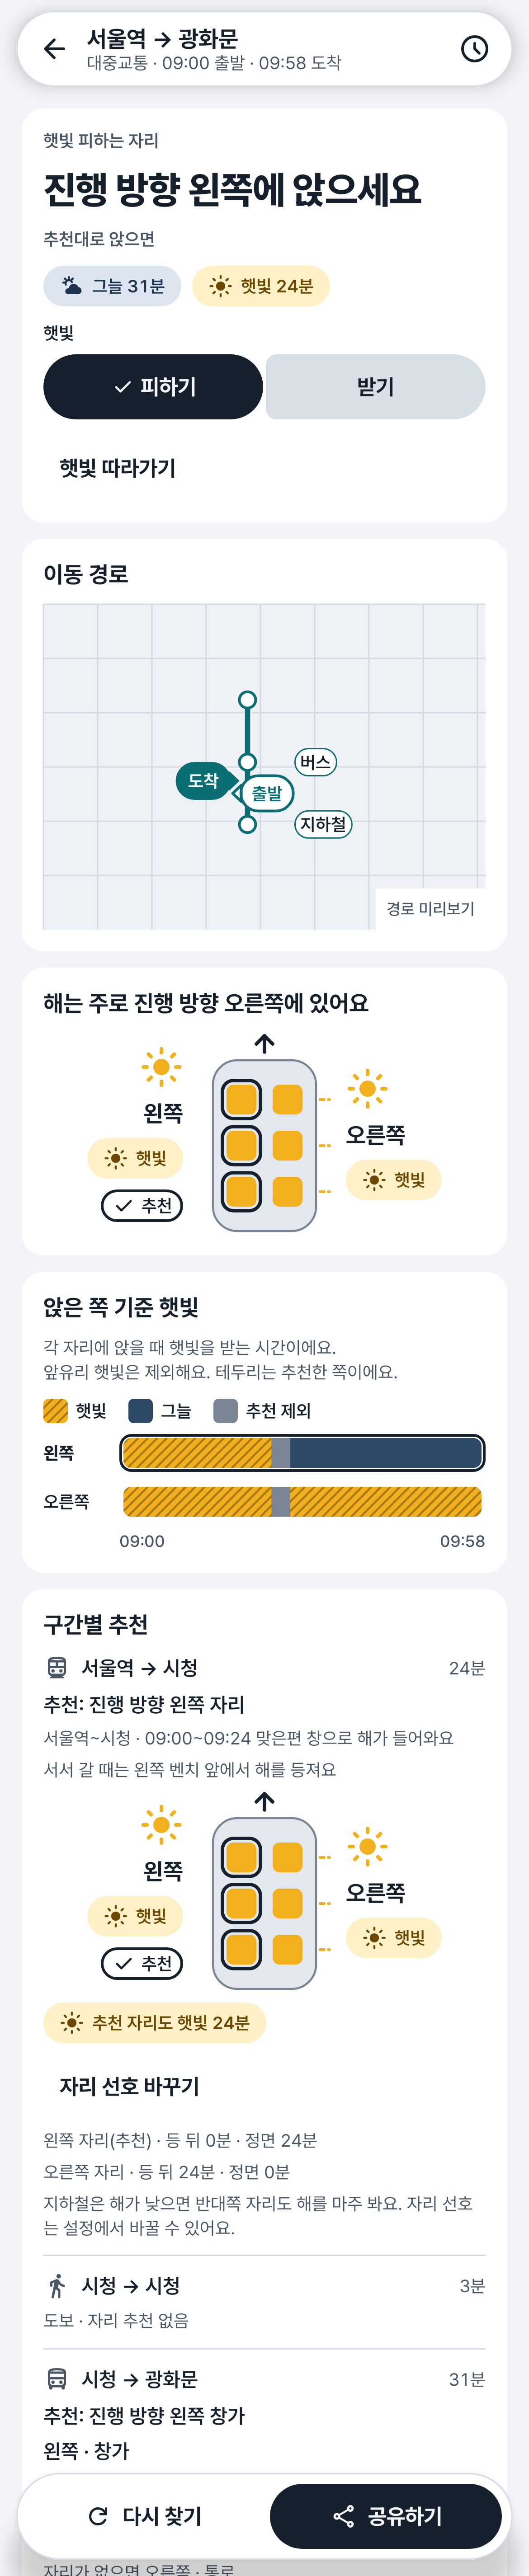 서울역 → 광화문
대중교통 · 09:00 출발 · 09:58 도착
햇빛 피하는 자리
진행 방향 왼쪽에 앉으세요
추천대로 앉으면
그늘 31분
햇빛 24분
햇빛
피하기
받기
햇빛 따라가기
이동 경로
버스
도착
출발
지하철
경로 미리보기
해는 주로 진행 방향 오른쪽에 있어요
왼쪽
햇빛
추천
오른쪽
햇빛
앉은 쪽 기준 햇빛
각 자리에 앉을 때 햇빛을 받는 시간이에요.
앞유리 햇빛은 제외해요. 테두리는 추천한 쪽이에요.
햇빛 그늘 추천 제외
왼쪽
오른쪽
09:00 09:58
구간별 추천
서울역 → 시청 24분
추천: 진행 방향 왼쪽 자리
서울역~시청 · 09:00~09:24 맞은편 창으로 해가 들어와요
서서 갈 때는 왼쪽 벤치 앞에서 해를 등져요
왼쪽
햇빛
추천
오른쪽
햇빛
추천 자리도 햇빛 24분
자리 선호 바꾸기
왼쪽 자리(추천) · 등 뒤 0분 · 정면 24분
오른쪽 자리 · 등 뒤 24분 · 정면 0분
지하철은 해가 낮으면 반대쪽 자리도 해를 마주 봐요. 자리 선호
는 설정에서 바꿀 수 있어요.
시청 → 시청 3분
도보 · 자리 추천 없음
시청 → 광화문 31분
추천: 진행 방향 왼쪽 창가
왼쪽 · 창가
다시 찾기
공유하기
자리가 없으면 오른쪽 · 통로